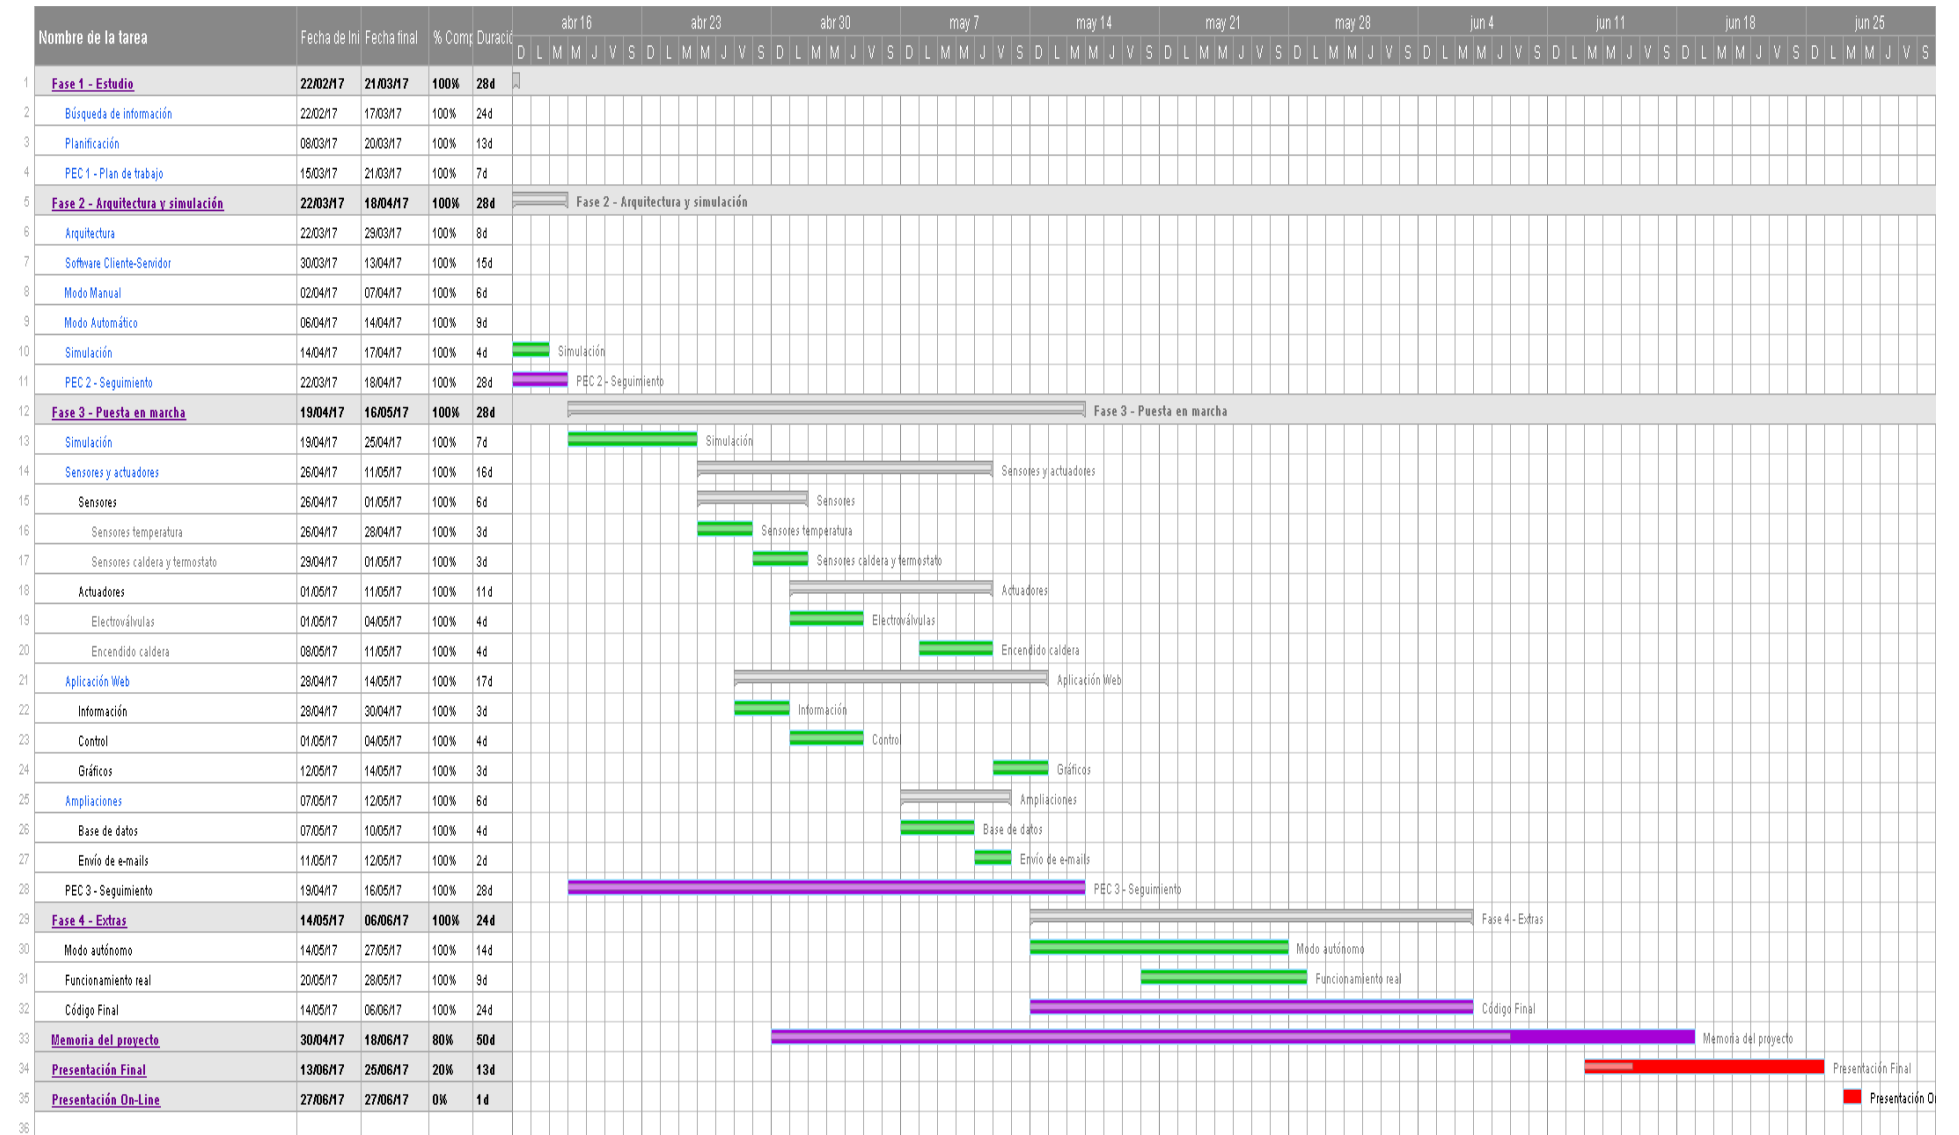 Nombre de la tarea Fecha de Ini Fecha final % Comp Duració abr 16 abr 23 abr 30 may 7 may 14 may 21 may 28 jun 4 jun 11 jun 18 jun 25
D L M M J V S D L M M J V S D L M M J V S D L M M J V S D L M M J V S D L M M J V S D L M M J V S D L M M J V S D L M M J V S D L M M J V S D L M M J V S
1 Fase 1 - Estudio 22/02/17 21/03/17 100% 28d
2 Búsqueda de información 22/02/17 17/03/17 100% 24d
3 Planificación 08/03/17 20/03/17 100% 13d
4 PEC 1 - Plan de trabajo 15/03/17 21/03/17 100% 7d
5 Fase 2 - Arquitectura y simulación 22/03/17 18/04/17 100% 28d Fase 2 - Arquitectura y simulación
6 Arquitectura 22/03/17 29/03/17 100% 8d
7 Software Cliente-Servidor 30/03/17 13/04/17 100% 15d
8 Modo Manual 02/04/17 07/04/17 100% 6d
9 Modo Automático 06/04/17 14/04/17 100% 9d
10 Simulación 14/04/17 17/04/17 100% 4d Simulación
11 PEC 2 - Seguimiento 22/03/17 18/04/17 100% 28d PEC 2 - Seguimiento
12 Fase 3 - Puesta en marcha 19/04/17 16/05/17 100% 28d Fase 3 - Puesta en marcha
13 Simulación 19/04/17 25/04/17 100% 7d Simulación
14 Sensores y actuadores 26/04/17 11/05/17 100% 16d Sensores y actuadores
15 Sensores 26/04/17 01/05/17 100% 6d Sensores
16 Sensores temperatura 26/04/17 28/04/17 100% 3d Sensores temperatura
17 Sensores caldera y termostato 29/04/17 01/05/17 100% 3d Sensores caldera y termostato
18 Actuadores 01/05/17 11/05/17 100% 11d Actuadores
19 Electroválvulas 01/05/17 04/05/17 100% 4d Electroválvulas
20 Encendido caldera 08/05/17 11/05/17 100% 4d Encendido caldera
21 Aplicación Web 28/04/17 14/05/17 100% 17d Aplicación Web
22 Información 28/04/17 30/04/17 100% 3d Información
23 Control 01/05/17 04/05/17 100% 4d Control
24 Gráficos 12/05/17 14/05/17 100% 3d Gráficos
25 Ampliaciones 07/05/17 12/05/17 100% 6d Ampliaciones
26 Base de datos 07/05/17 10/05/17 100% 4d Base de datos
27 Envío de e-mails 11/05/17 12/05/17 100% 2d Envío de e-mails
28 PEC 3 - Seguimiento 19/04/17 16/05/17 100% 28d PEC 3 - Seguimiento
29 Fase 4 - Extras 14/05/17 06/06/17 100% 24d Fase 4 - Extras
30 Modo autónomo 14/05/17 27/05/17 100% 14d Modo autónomo
31 Funcionamiento real 20/05/17 28/05/17 100% 9d Funcionamiento real
32 Código Final 14/05/17 06/06/17 100% 24d Código Final
33 Memoria del proyecto 30/04/17 18/06/17 80% 50d Memoria del proyecto
34 Presentación Final 13/06/17 25/06/17 20% 13d Presentación Final
35 Presentación On-Line 27/06/17 27/06/17 0% 1d Presentación On
36